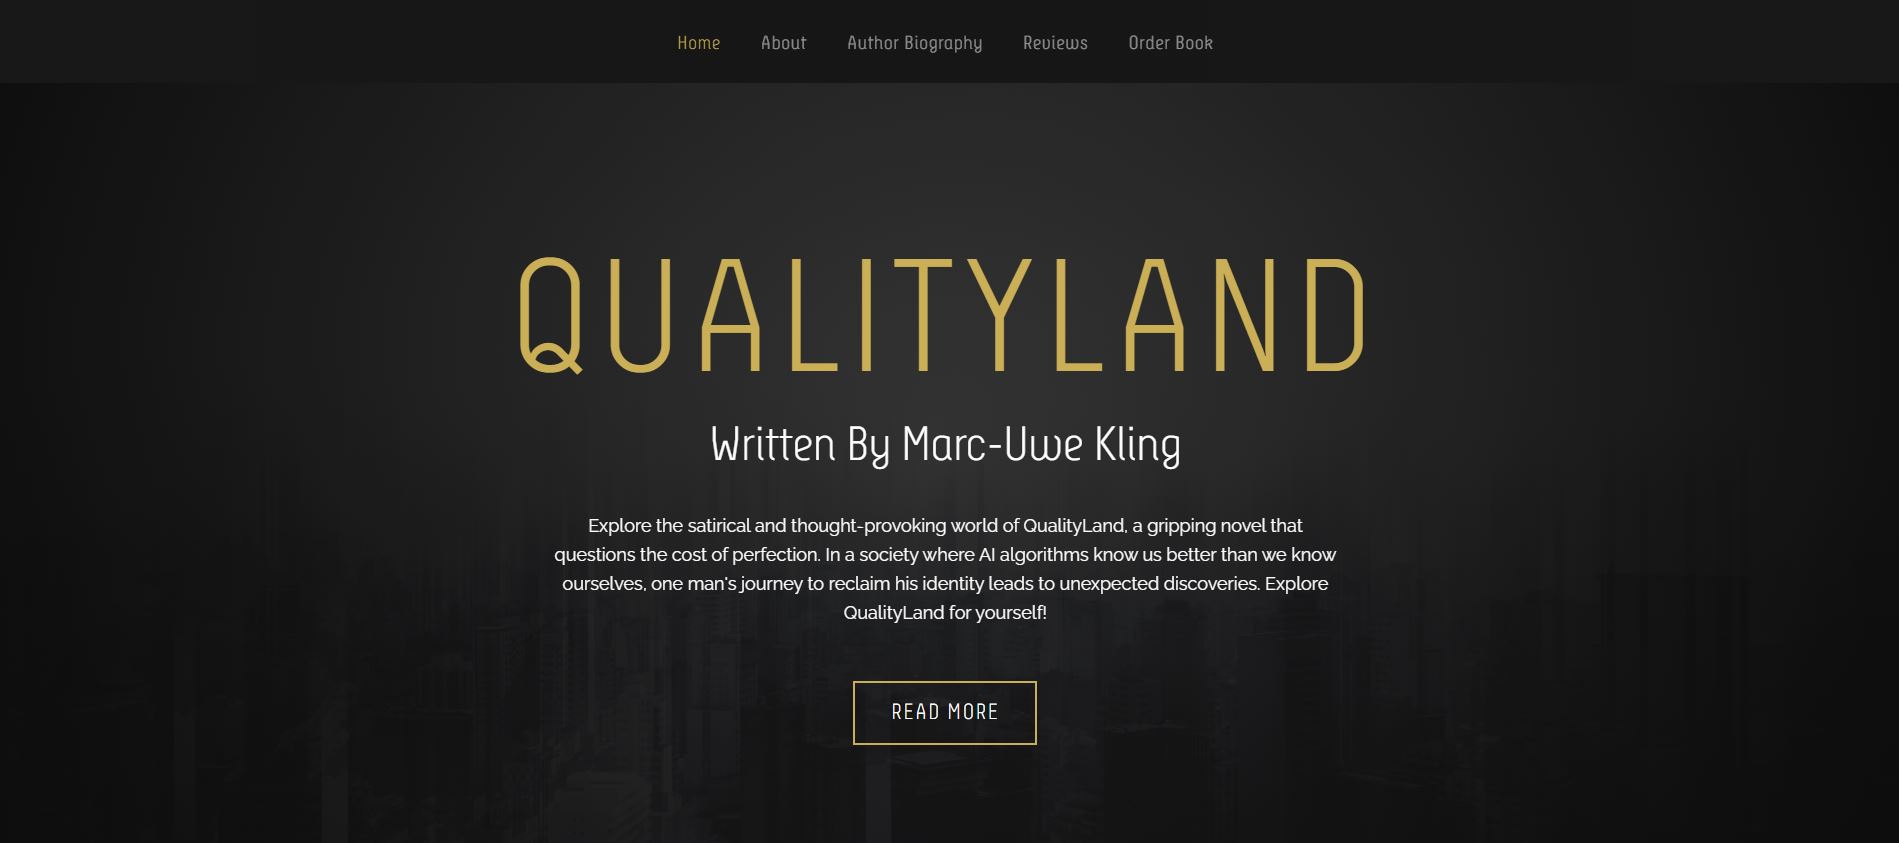 Home About Author Biography Reviews Order Book
QUALITYLAND
Written By Marc-Uwe Kling
Explore the satirical and thought-provoking world of QualityLand, a gripping novel that
questions the cost of perfection. In a society where AI algorithms know us better than we know
ourselves, one man's journey to reclaim his identity leads to unexpected discoveries. Explore
QualityLand for yourself!
READ MORE